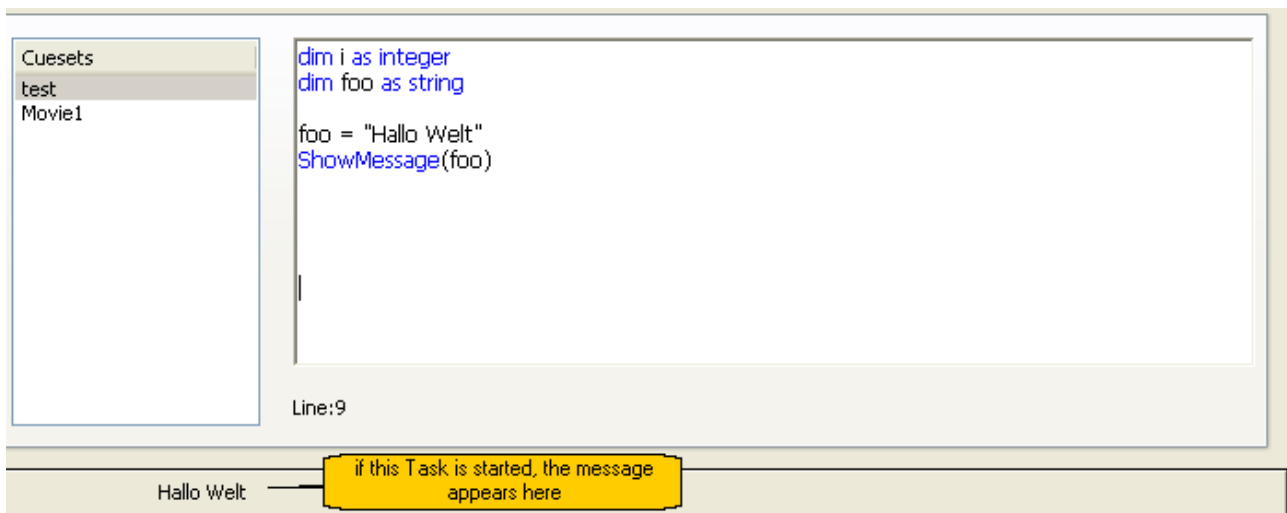 Cuesets
test
Movie1
dim i as integer
dim foo as string
foo = "Hallo Welt"
ShowMessage(foo)
Line:9
Hallo Welt
if this Task is started, the message
appears here